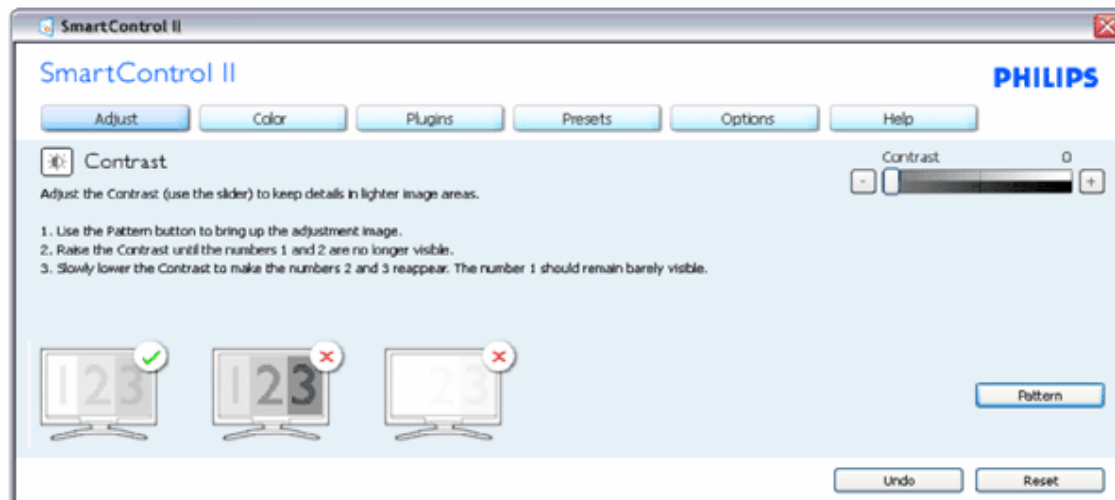 SmartControl II
SmartControl II
PHILIPS
Adjust Color Plugins Presets Options Help
Contrast
Contrast 0
- +
Adjust the Contrast (use the slider) to keep details in lighter image areas.
1. Use the Pattern button to bring up the adjustment image.
2. Raise the Contrast until the numbers 1 and 2 are no longer visible.
3. Slowly lower the Contrast to make the numbers 2 and 3 reappear. The number 1 should remain barely visible.
123 123 23
Pattern
Undo Reset